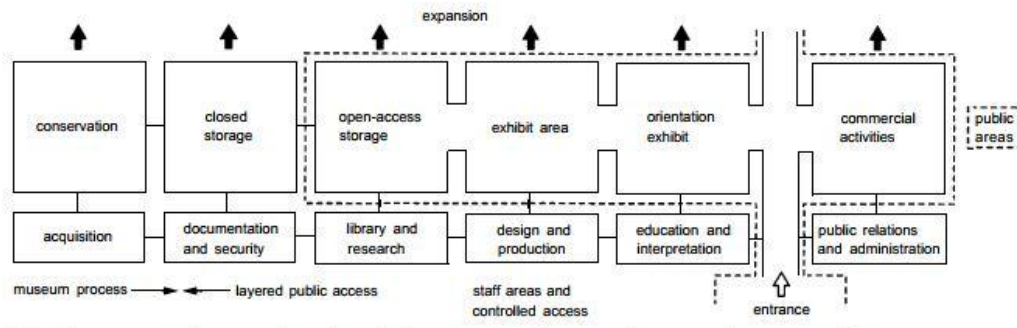 expansion
conservation
closed
storage
open-access
storage
exhibit area
orientation
exhibit
commercial
activities
public
areas
acquisition
documentation
and security
library and
research
design and
production
education and
interpretation
public relations
and administration
museum process
layered public access
staff areas and
controlled access
entrance